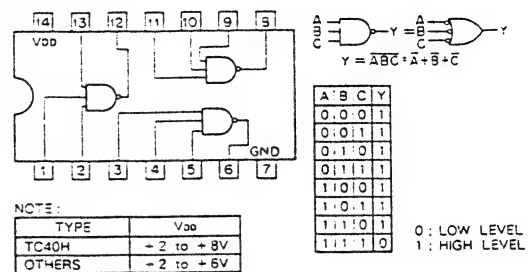 14 13 12 11 10 9 8
VDD
GND
1 2 3 4 5 6 7
A
B
C
Y
=
A
B
C
Y
Y = A̅B̅C̅ = A̅+B̅+C̅
A B C Y
0 0 0 1
0 0 1 1
0 1 0 1
0 1 1 1
1 0 0 1
1 0 1 1
1 1 0 1
1 1 1 0
0 ; LOW LEVEL
1 ; HIGH LEVEL
NOTE:
TYPE VDD
TC40H +2 to +8V
OTHERS +2 to +6V